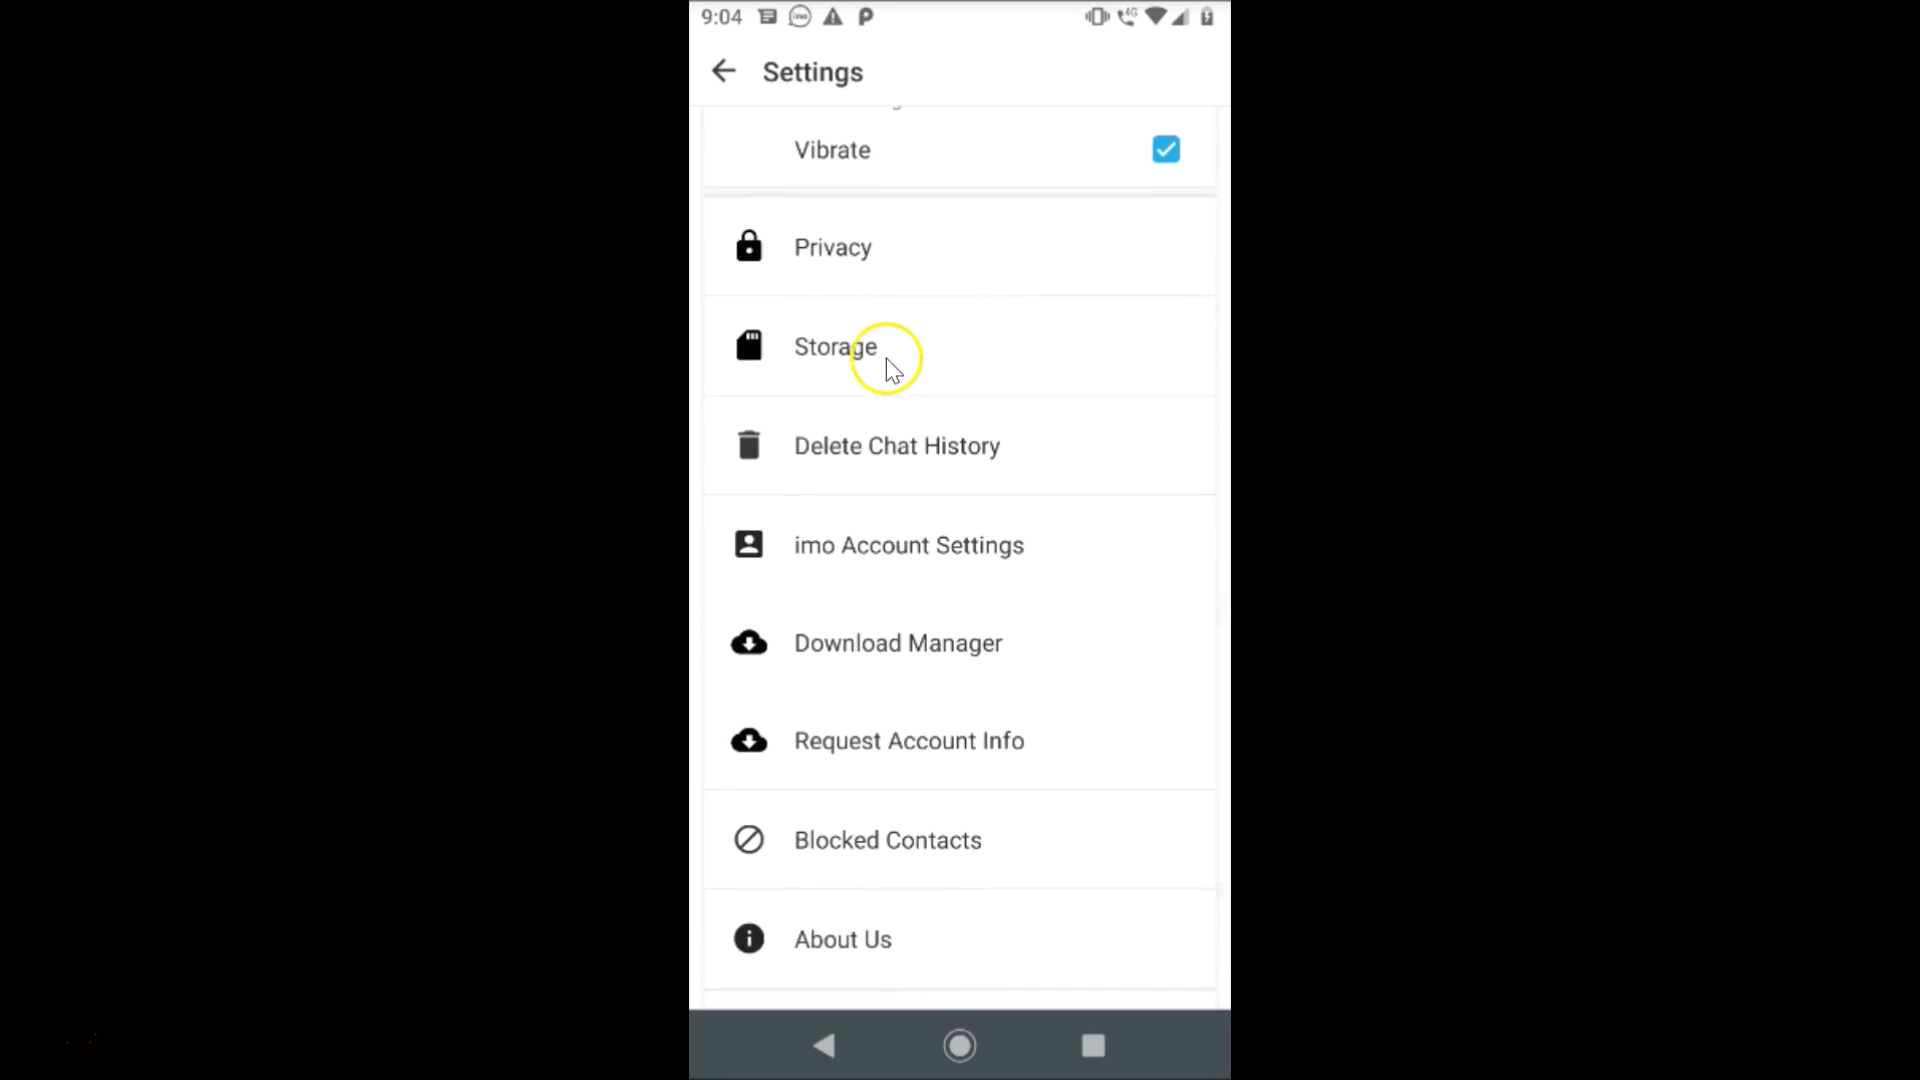 9:04
4G
Settings
Vibrate
Privacy
Storage
Delete Chat History
imo Account Settings
Download Manager
Request Account Info
Blocked Contacts
About Us